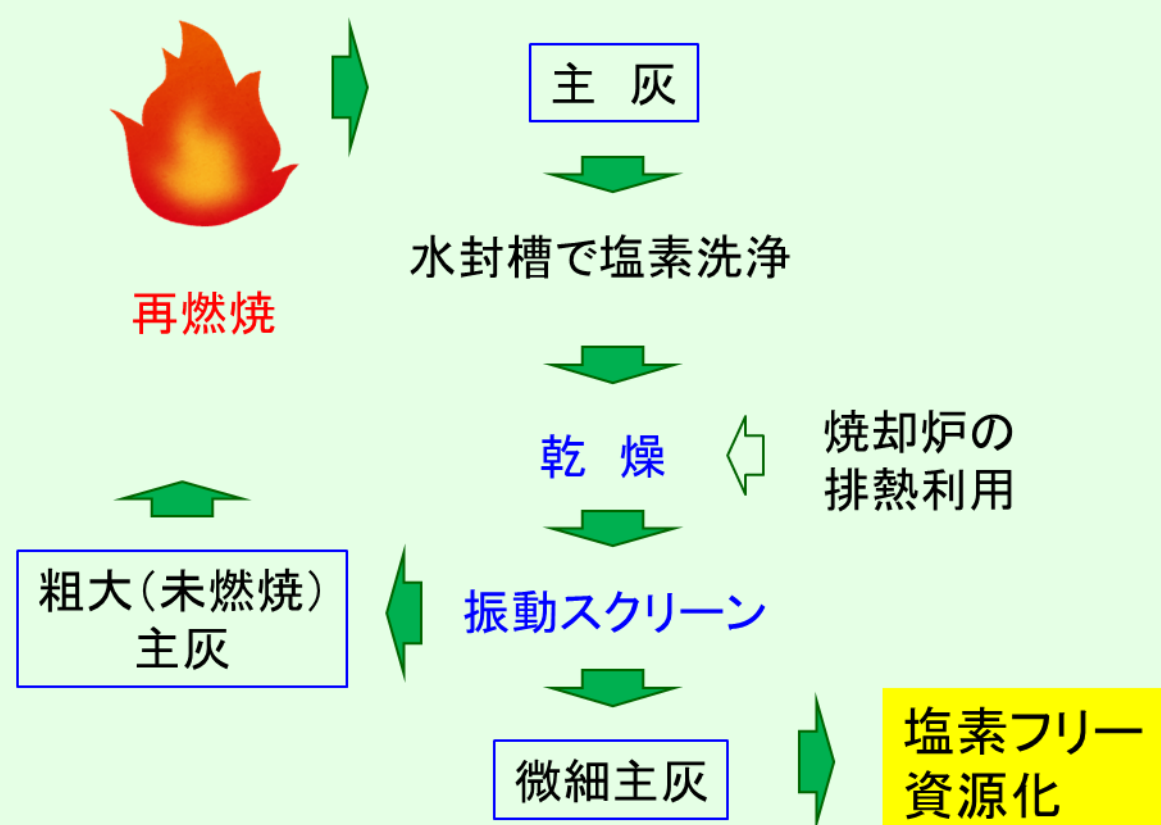 主　灰
水封槽で塩素洗浄
再燃焼
乾　燥
焼却炉の
排熱利用
粗大（未燃焼）
主灰
振動スクリーン
微細主灰
塩素フリー
資源化